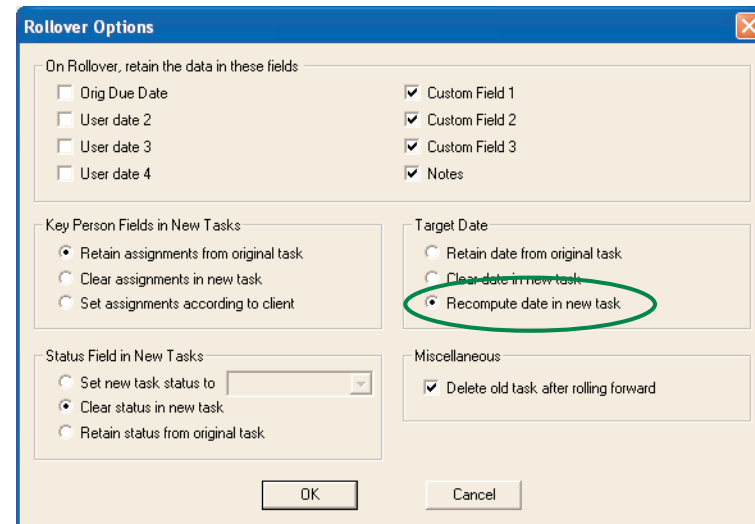 Rollover Options
On Rollover, retain the data in these fields
Orig Due Date
User date 2
User date 3
User date 4
Custom Field 1
Custom Field 2
Custom Field 3
Notes
Key Person Fields in New Tasks
Retain assignments from original task
Clear assignments in new task
Set assignments according to client
Target Date
Retain date from original task
Clear date in new task
Recompute date in new task
Status Field in New Tasks
Set new task status to
Clear status in new task
Retain status from original task
Miscellaneous
Delete old task after rolling forward
OK
Cancel